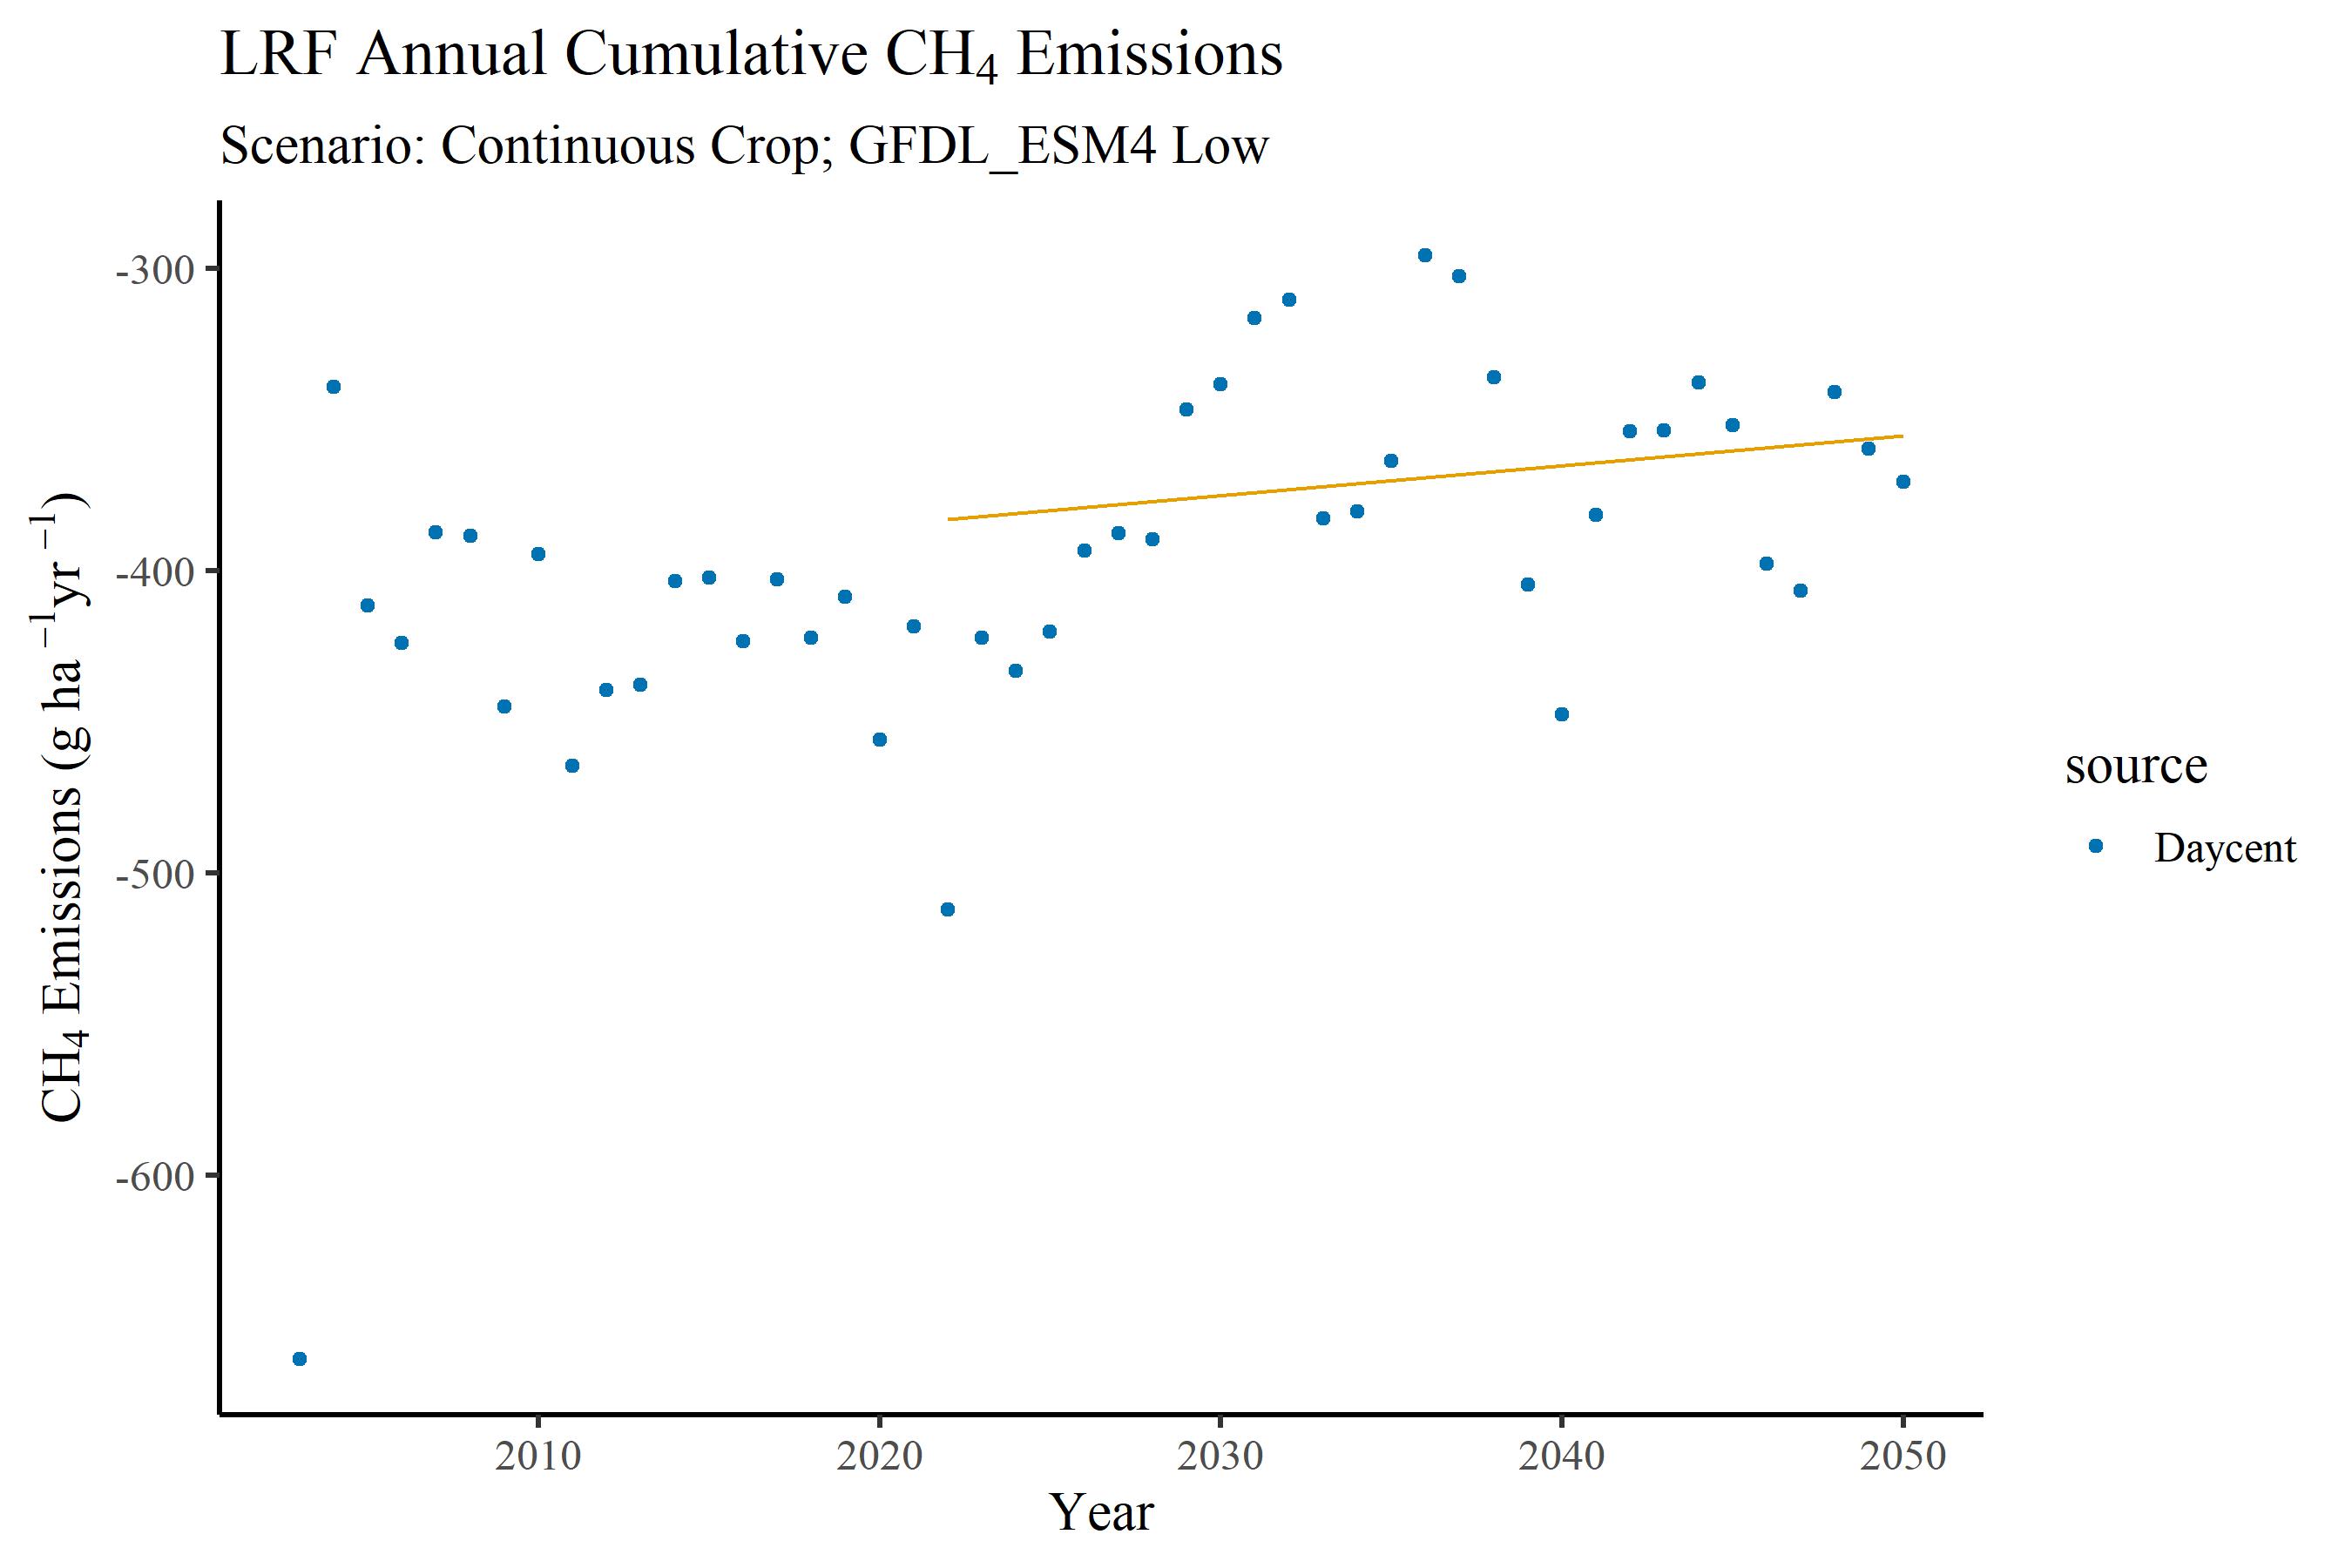 LRF Annual Cumulative CH₄ Emissions
Scenario: Continuous Crop; GFDL_ESM4 Low
CH₄ Emissions (g ha ⁻¹yr ⁻¹)
-300
-400
-500
-600
source
Daycent
2010 2020 2030 2040 2050
Year